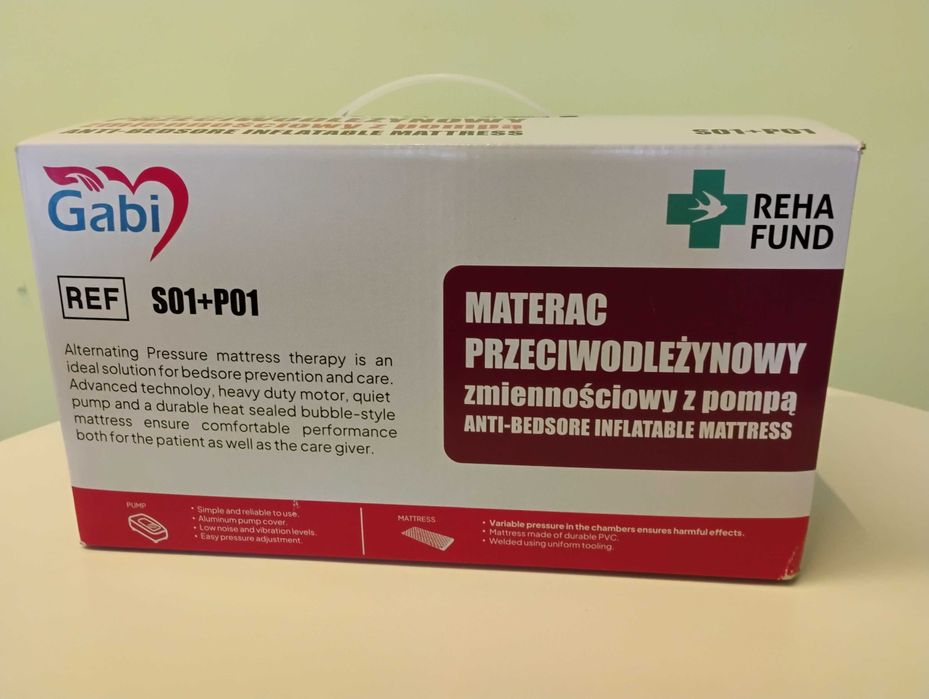 ANTI-BEDSORE INFLATABLE MATTRESS
S01+P01
Gabi
REHA
FUND
REF S01+P01
Alternating Pressure mattress therapy is an
ideal solution for bedsore prevention and care.
Advanced technoloy, heavy duty motor, quiet
pump and a durable heat sealed bubble-style
mattress ensure comfortable performance
both for the patient as well as the care giver.
MATERAC
PRZECIWODLEŻYNOWY
zmiennościowy z pompą
ANTI-BEDSORE INFLATABLE MATTRESS
PUMP
• Simple and reliable to use.
• Aluminum pump cover.
• Low noise and vibration levels.
• Easy pressure adjustment.
MATTRESS
• Variable pressure in the chambers ensures harmful effects.
• Mattress made of durable PVC.
• Welded using uniform tooling.